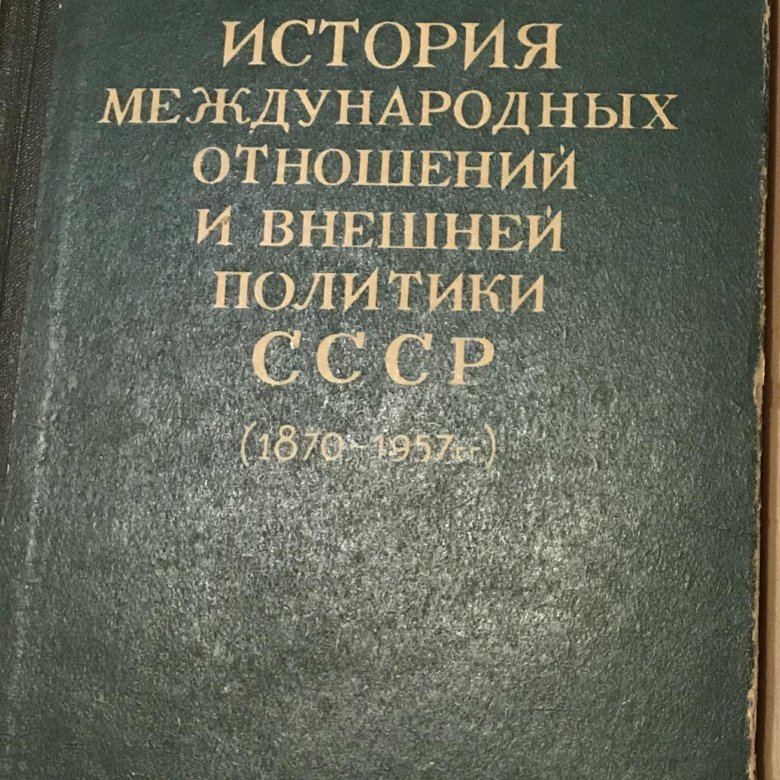 ИСТОРИЯ
МЕЖДУНАРОДНЫХ
ОТНОШЕНИЙ
И ВНЕШНЕЙ
ПОЛИТИКИ
СССР
(1870-1957гг.)